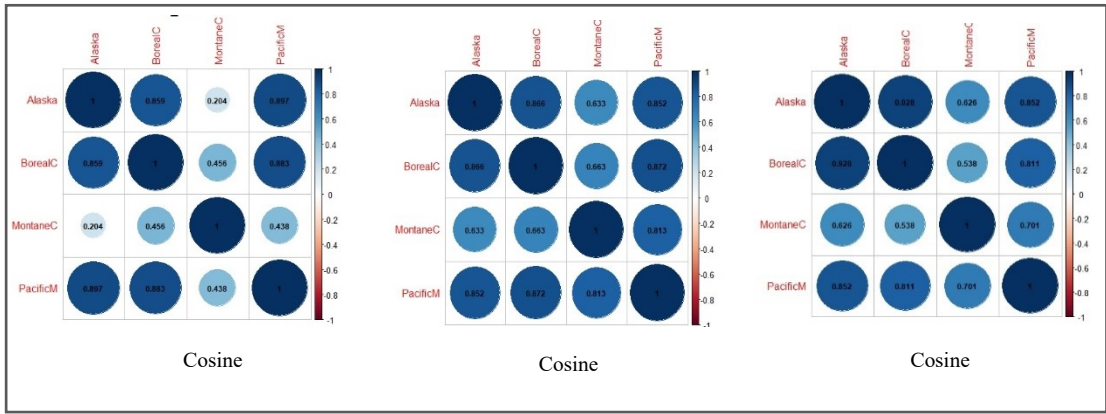 Alaska BorealC MontaneC PacificM
Alaska 1 0.859 0.204 0.897
BorealC 0.859 1 0.456 0.883
MontaneC 0.204 0.456 1 0.438
PacificM 0.897 0.883 0.438 1
1
0.8
0.6
0.4
0.2
0
-0.2
-0.4
-0.6
-0.8
-1
Cosine
Alaska BorealC MontaneC PacificM
Alaska 1 0.866 0.633 0.852
BorealC 0.866 1 0.663 0.872
MontaneC 0.633 0.663 1 0.813
PacificM 0.852 0.872 0.813 1
1
0.8
0.6
0.4
0.2
0
-0.2
-0.4
-0.6
-0.8
-1
Cosine
Alaska BorealC MontaneC PacificM
Alaska 1 0.928 0.626 0.852
BorealC 0.928 1 0.538 0.811
MontaneC 0.626 0.538 1 0.701
PacificM 0.852 0.811 0.701 1
1
0.8
0.6
0.4
0.2
0
-0.2
-0.4
-0.6
-0.8
-1
Cosine